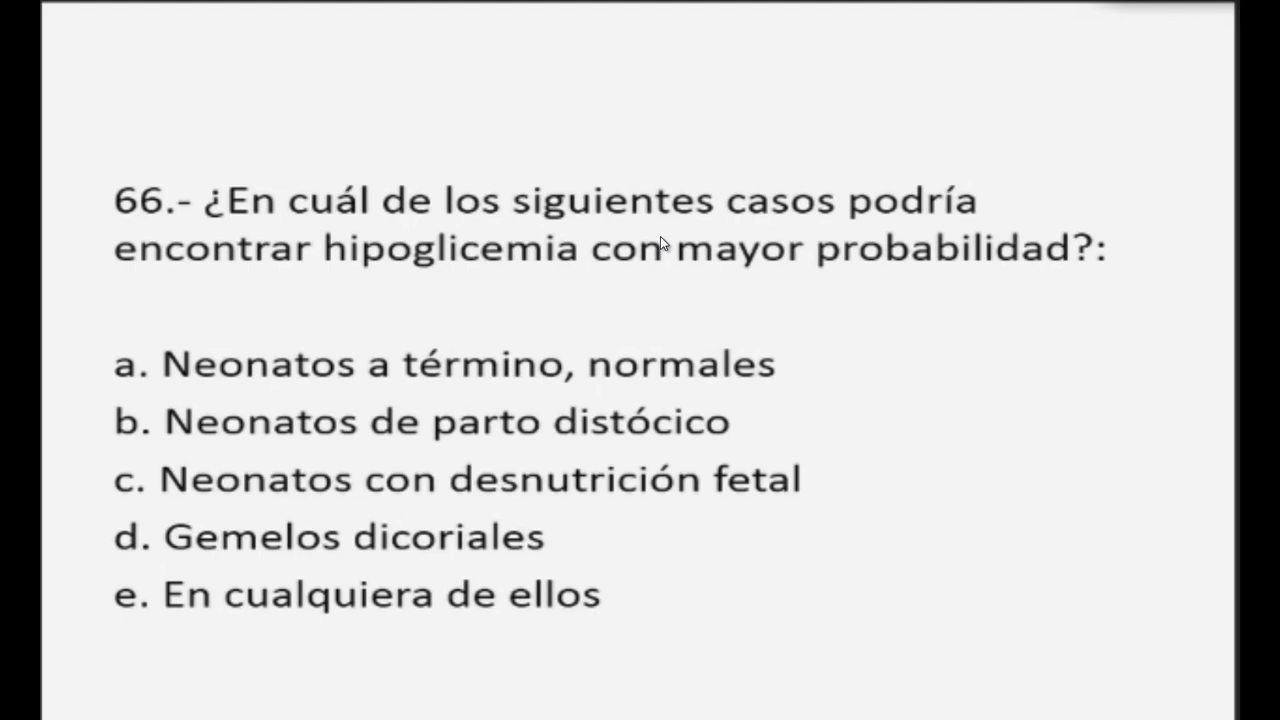 66.- ¿En cuál de los siguientes casos podría
encontrar hipoglicemia con mayor probabilidad?:
a. Neonatos a término, normales
b. Neonatos de parto distócico
c. Neonatos con desnutrición fetal
d. Gemelos dicoriales
e. En cualquiera de ellos